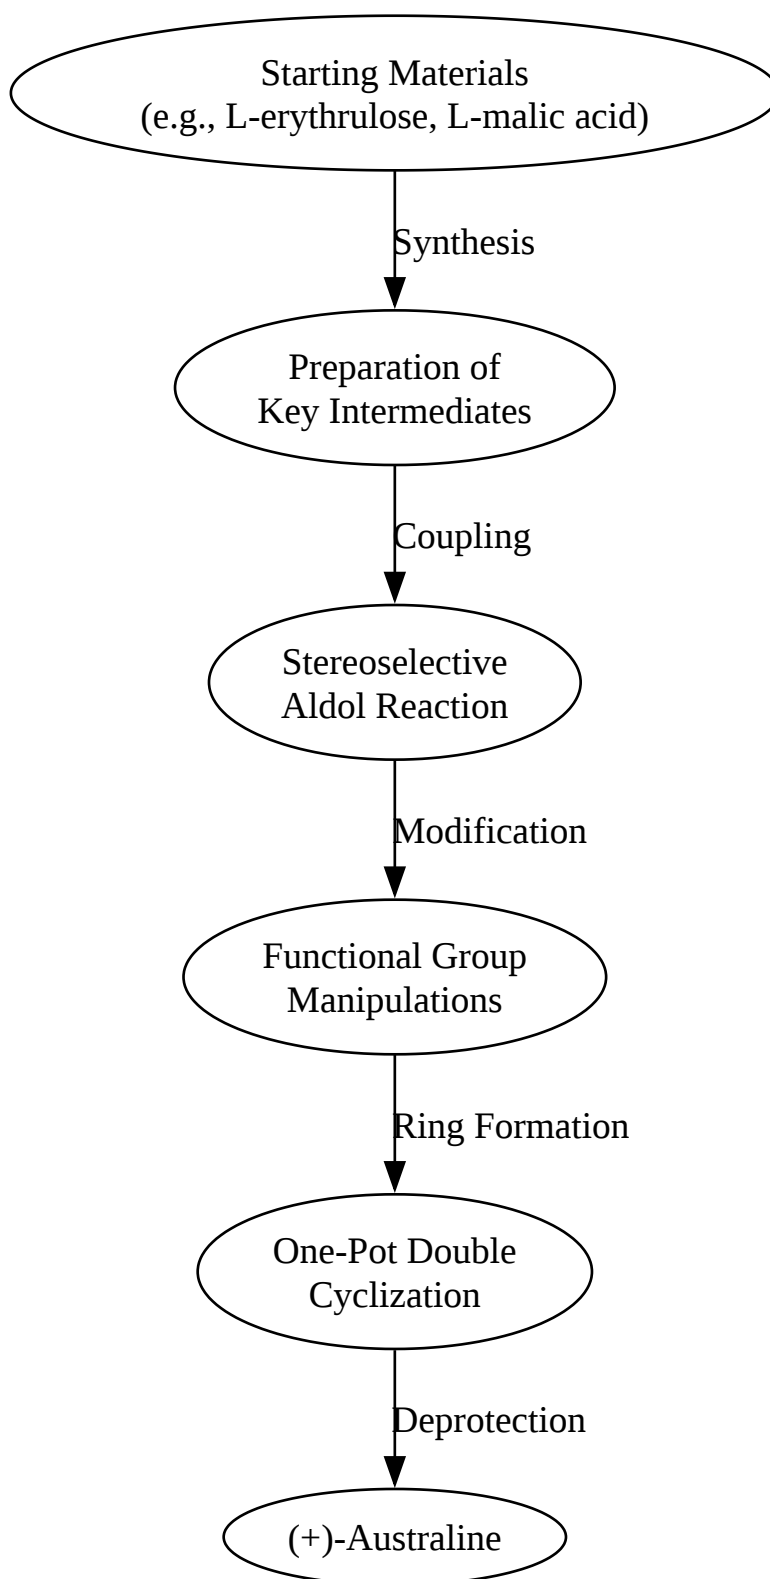 Starting Materials
(e.g., L-erythrulose, L-malic acid)
Synthesis
Preparation of
Key Intermediates
Coupling
Stereoselective
Aldol Reaction
Modification
Functional Group
Manipulations
Ring Formation
One-Pot Double
Cyclization
Deprotection
(+)-Australine